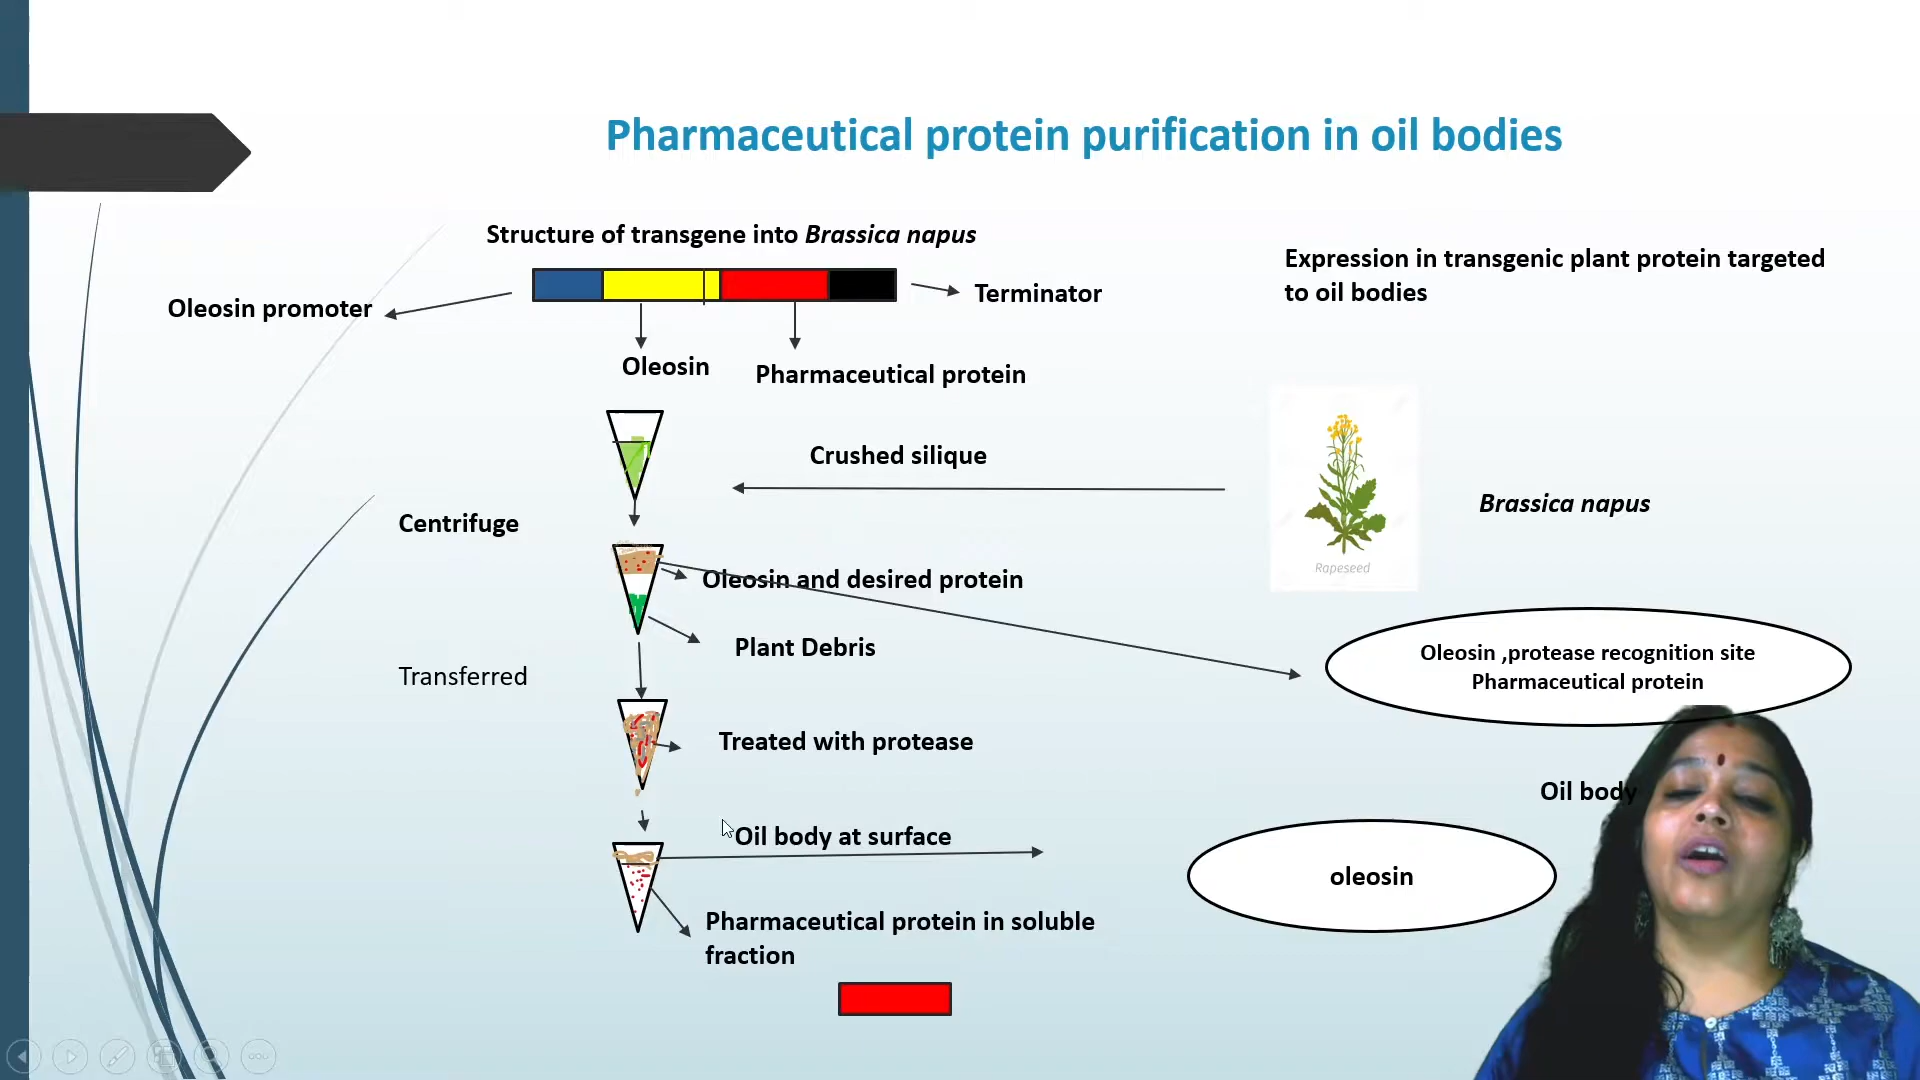 Pharmaceutical protein purification in oil bodies
Structure of transgene into Brassica napus
Expression in transgenic plant protein targeted
to oil bodies
Oleosin promoter
Terminator
Oleosin
Pharmaceutical protein
Crushed silique
Brassica napus
Rapeseed
Centrifuge
Oleosin and desired protein
Plant Debris
Oleosin ,protease recognition site
Pharmaceutical protein
Transferred
Treated with protease
Oil body
Oil body at surface
oleosin
Pharmaceutical protein in soluble
fraction